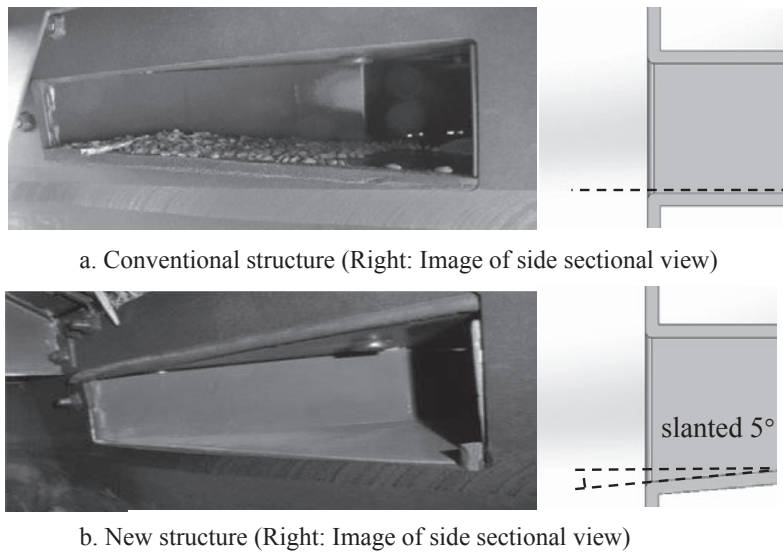 a. Conventional structure (Right: Image of side sectional view)
slanted 5°
b. New structure (Right: Image of side sectional view)